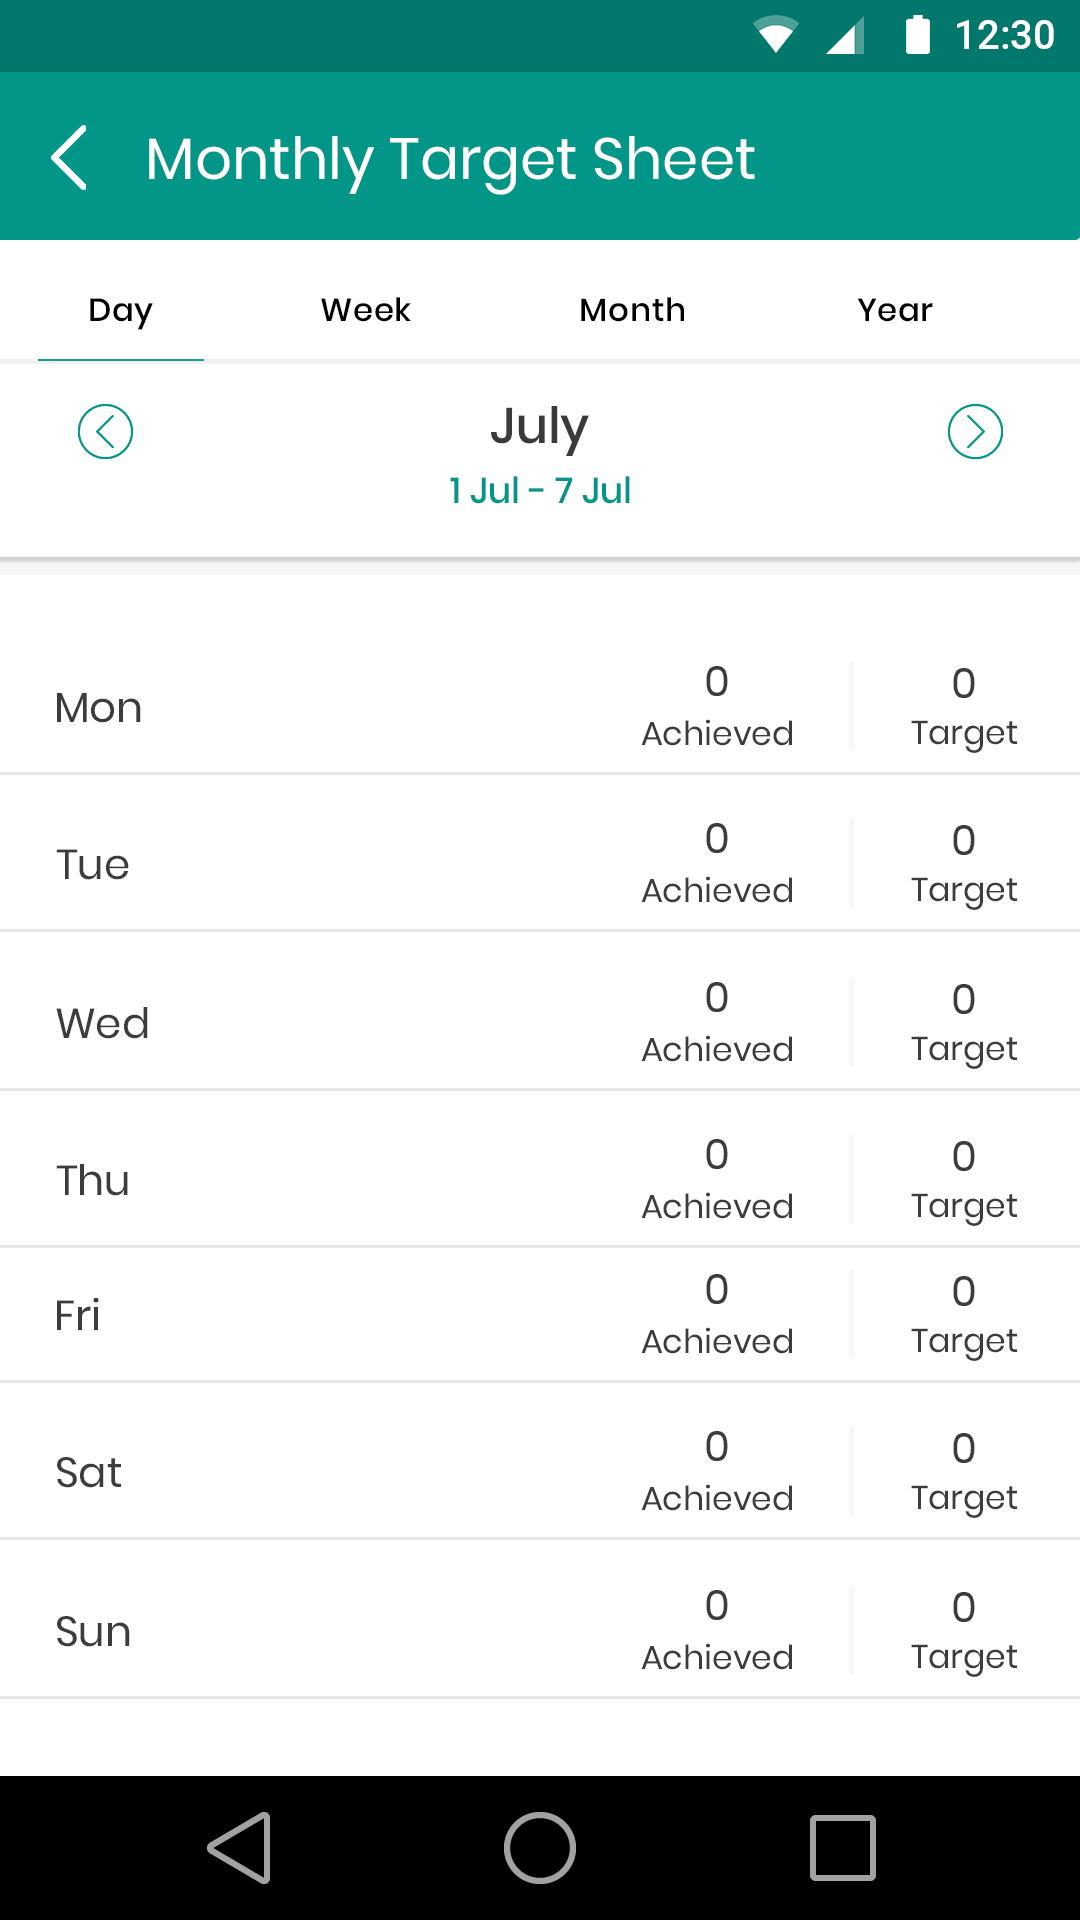 12:30
Monthly Target Sheet
Day Week Month Year
July
1 Jul - 7 Jul
Mon 0 Achieved 0 Target
Tue 0 Achieved 0 Target
Wed 0 Achieved 0 Target
Thu 0 Achieved 0 Target
Fri 0 Achieved 0 Target
Sat 0 Achieved 0 Target
Sun 0 Achieved 0 Target